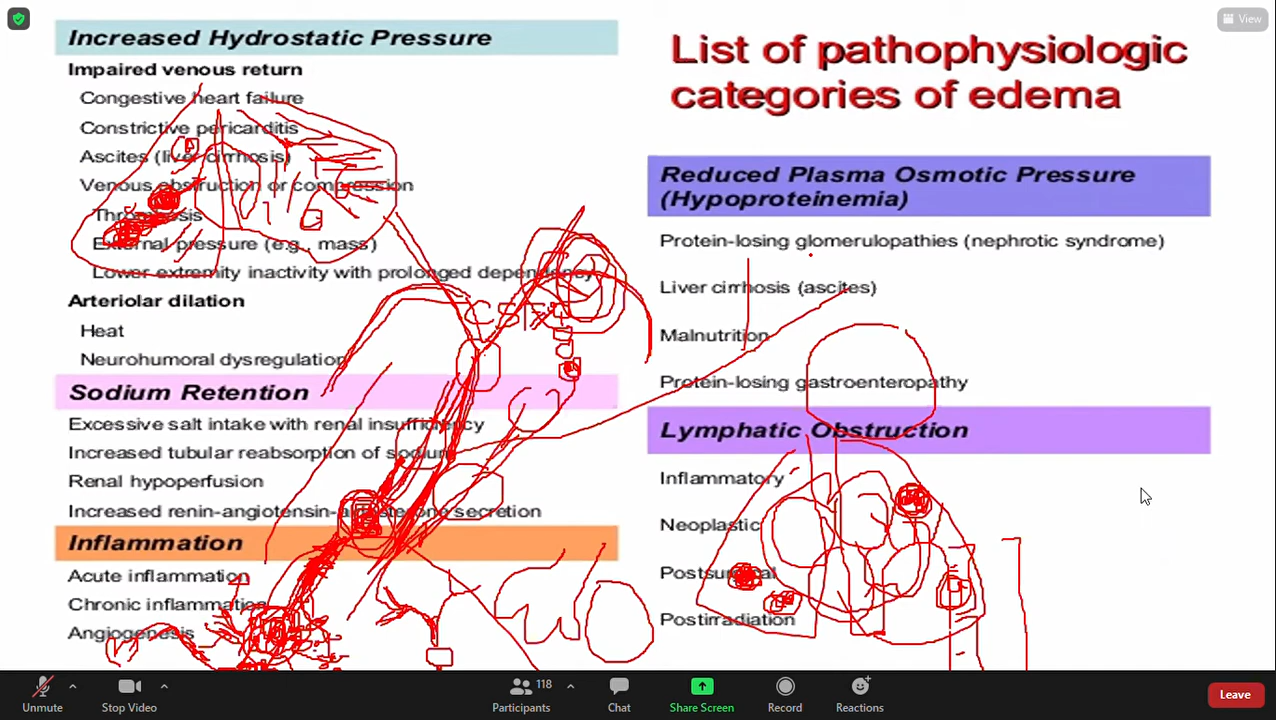 View
Increased Hydrostatic Pressure
Impaired venous return
Congestive heart failure
Constrictive pericarditis
Ascites (liver cirrhosis)
Venous obstruction or compression
Thrombosis
External pressure (e.g., mass)
Lower extremity inactivity with prolonged dependency
Arteriolar dilation
Heat
Neurohumoral dysregulation
Sodium Retention
Excessive salt intake with renal insufficiency
Increased tubular reabsorption of sodium
Renal hypoperfusion
Increased renin-angiotensin-aldosterone secretion
Inflammation
Acute inflammation
Chronic inflammation
Angiogenesis
List of pathophysiologic
categories of edema
Reduced Plasma Osmotic Pressure
(Hypoproteinemia)
Protein-losing glomerulopathies (nephrotic syndrome)
Liver cirrhosis (ascites)
Malnutrition
Protein-losing gastroenteropathy
Lymphatic Obstruction
Inflammatory
Neoplastic
Postsurgical
Postirradiation
Unmute
Stop Video
Participants
118
Chat
Share Screen
Record
Reactions
Leave